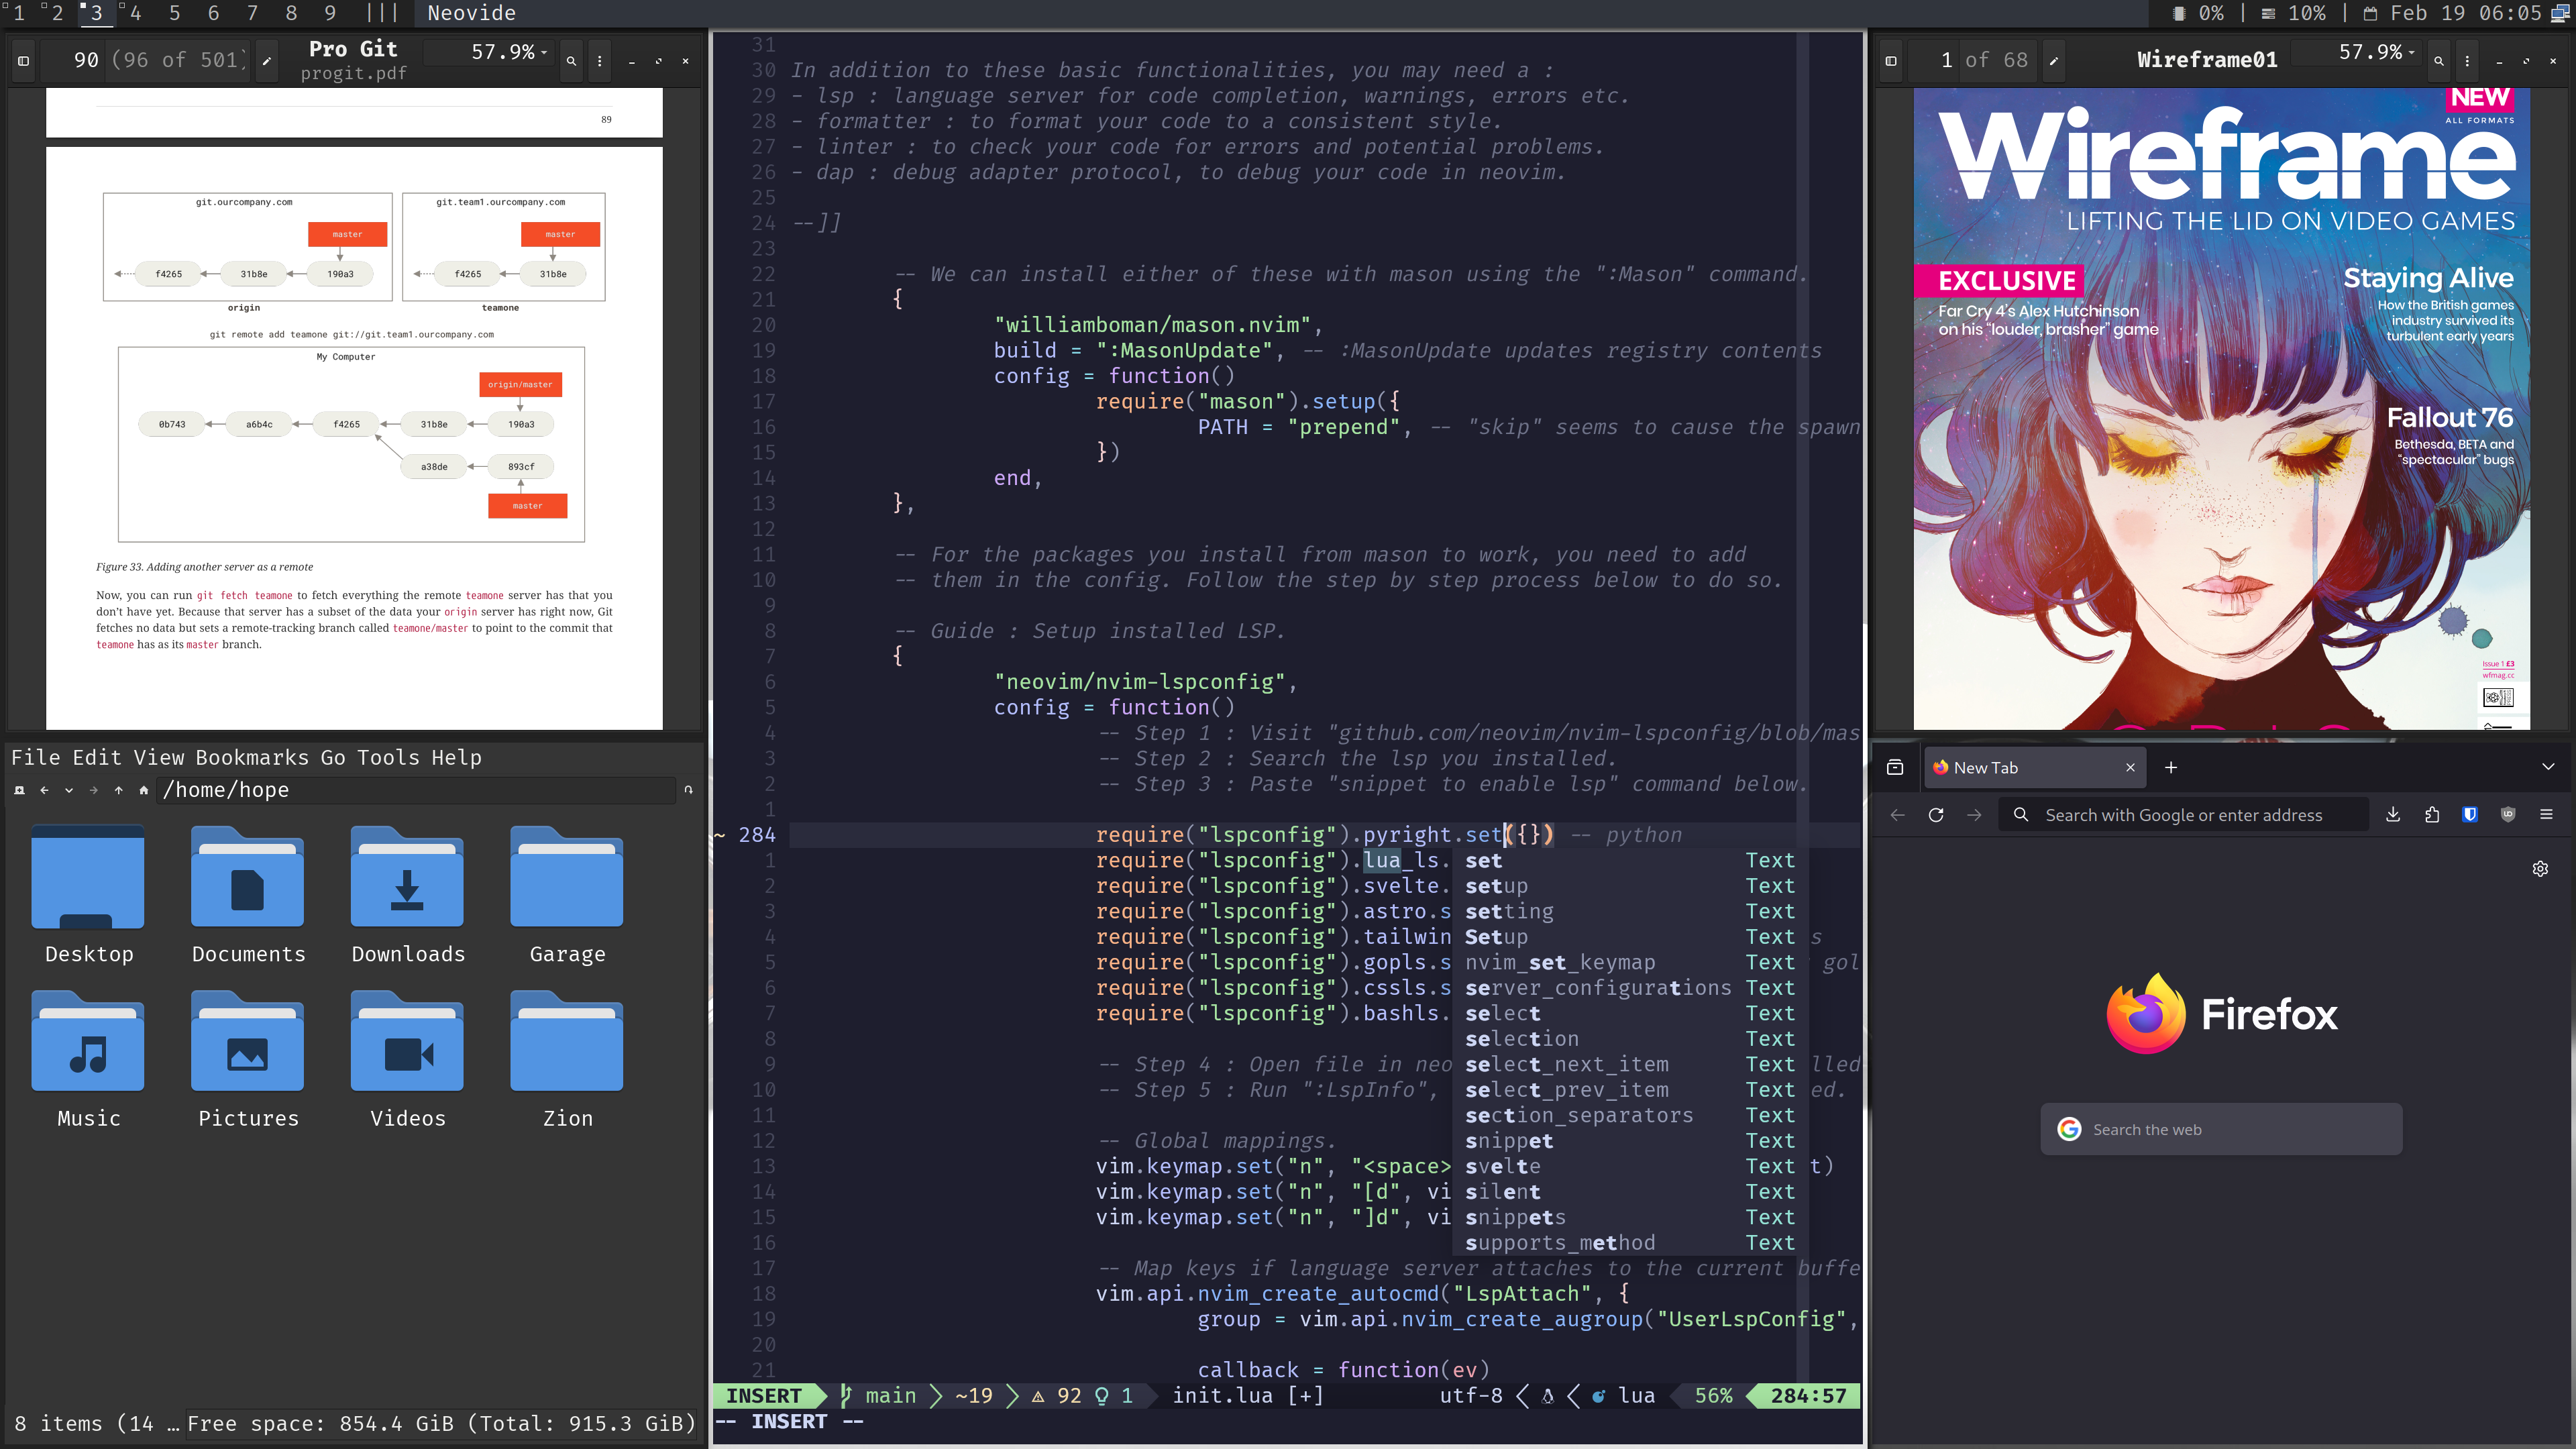 1 2 3 4 5 6 7 8 9 ||| Neovide
0% | 10% | Feb 19 06:05
90 (96 of 501)
Pro Git
progit.pdf
57.9%
89
git.ourcompany.com
master
f4265 31b8e 190a3
origin
git.team1.ourcompany.com
master
f4265 31b8e
teamone
git remote add teamone git://git.team1.ourcompany.com
My Computer
origin/master
0b743 a6b4c f4265 31b8e 190a3
a38de 893cf
master
Figure 33. Adding another server as a remote
Now, you can run git fetch teamone to fetch everything the remote teamone server has that you
don't have yet. Because that server has a subset of the data your origin server has right now, Git
fetches no data but sets a remote-tracking branch called teamone/master to point to the commit that
teamone has as its master branch.
File Edit View Bookmarks Go Tools Help
/home/hope
Desktop Documents Downloads Garage
Music Pictures Videos Zion
8 items (14 … Free space: 854.4 GiB (Total: 915.3 GiB)
31
30 In addition to these basic functionalities, you may need a :
29 - lsp : language server for code completion, warnings, errors etc.
28 - formatter : to format your code to a consistent style.
27 - linter : to check your code for errors and potential problems.
26 - dap : debug adapter protocol, to debug your code in neovim.
25
24 --]]
23
22 -- We can install either of these with mason using the ":Mason" command.
21 {
20 "williamboman/mason.nvim",
19 build = ":MasonUpdate", -- :MasonUpdate updates registry contents
18 config = function()
17 require("mason").setup({
16 PATH = "prepend", -- "skip" seems to cause the spawn
15 })
14 end,
13 },
12
11 -- For the packages you install from mason to work, you need to add
10 -- them in the config. Follow the step by step process below to do so.
9
8 -- Guide : Setup installed LSP.
7 {
6 "neovim/nvim-lspconfig",
5 config = function()
4 -- Step 1 : Visit "github.com/neovim/nvim-lspconfig/blob/mas
3 -- Step 2 : Search the lsp you installed.
2 -- Step 3 : Paste "snippet to enable lsp" command below.
1
~ 284 require("lspconfig").pyright.set({}) -- python
1 require("lspconfig").lua_ls. set Text
2 require("lspconfig").svelte. setup Text
3 require("lspconfig").astro.s setting Text
4 require("lspconfig").tailwin Setup Text s
5 require("lspconfig").gopls.s nvim_set_keymap Text gol
6 require("lspconfig").cssls.s server_configurations Text
7 require("lspconfig").bashls. select Text
8 selection Text
9 -- Step 4 : Open file in neo select_next_item Text lled
10 -- Step 5 : Run ":LspInfo", select_prev_item Text ed.
11 section_separators Text
12 -- Global mappings. snippet Text
13 vim.keymap.set("n", "<space> svelte Text t)
14 vim.keymap.set("n", "[d", vi silent Text
15 vim.keymap.set("n", "]d", vi snippets Text
16 supports_method Text
17 -- Map keys if language server attaches to the current buffe
18 vim.api.nvim_create_autocmd("LspAttach", {
19 group = vim.api.nvim_create_augroup("UserLspConfig",
20
21 callback = function(ev)
INSERT main ~19 92 1 init.lua [+] utf-8 lua 56% 284:57
-- INSERT --
1 of 68
Wireframe01
57.9%
NEW
ALL FORMATS
Wireframe
LIFTING THE LID ON VIDEO GAMES
EXCLUSIVE
Far Cry 4's Alex Hutchinson
on his "louder, brasher" game
Staying Alive
How the British games
industry survived its
turbulent early years
Fallout 76
Bethesda, BETA and
"spectacular" bugs
Issue 1 £3
wfmag.cc
New Tab
Search with Google or enter address
Firefox
Search the web